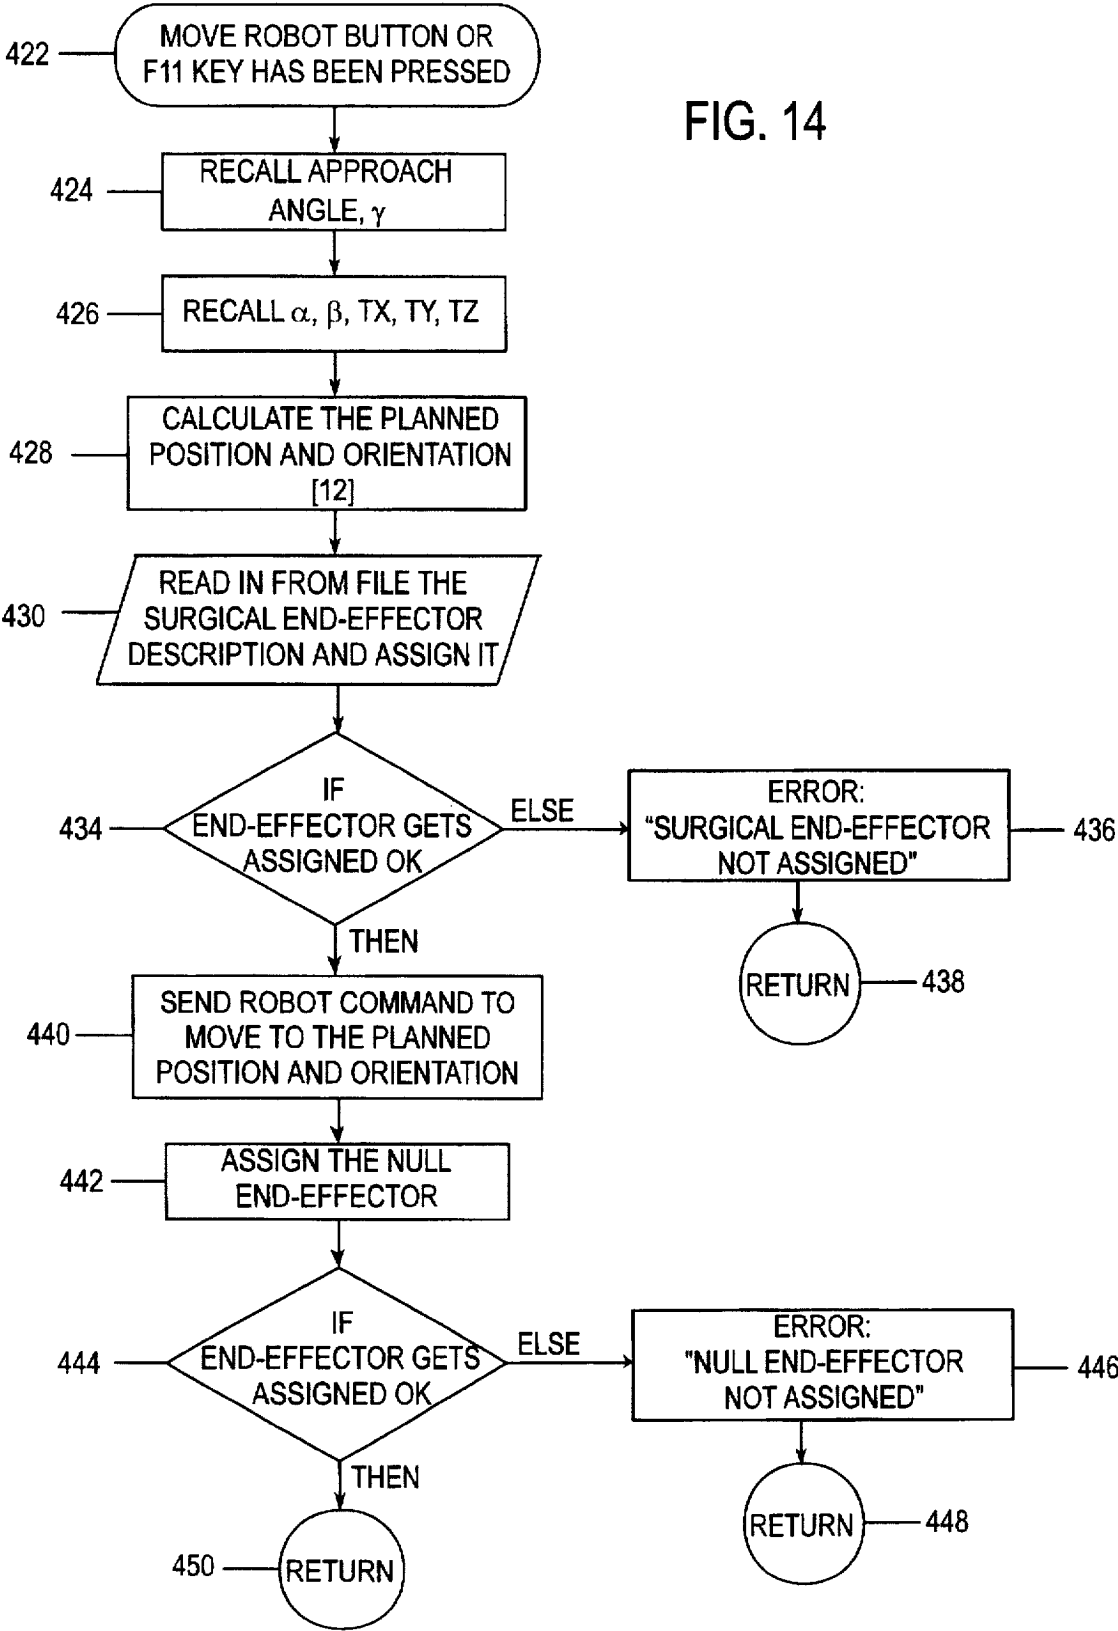 422
MOVE ROBOT BUTTON OR
F11 KEY HAS BEEN PRESSED
FIG. 14
424
RECALL APPROACH
ANGLE, γ
426
RECALL α, β, TX, TY, TZ
428
CALCULATE THE PLANNED
POSITION AND ORIENTATION
[12]
430
READ IN FROM FILE THE
SURGICAL END-EFFECTOR
DESCRIPTION AND ASSIGN IT
434
IF
END-EFFECTOR GETS
ASSIGNED OK
ELSE
ERROR:
“SURGICAL END-EFFECTOR
NOT ASSIGNED"
436
THEN
RETURN
438
440
SEND ROBOT COMMAND TO
MOVE TO THE PLANNED
POSITION AND ORIENTATION
442
ASSIGN THE NULL
END-EFFECTOR
444
IF
END-EFFECTOR GETS
ASSIGNED OK
ELSE
ERROR:
"NULL END-EFFECTOR
NOT ASSIGNED"
446
THEN
RETURN
448
450
RETURN